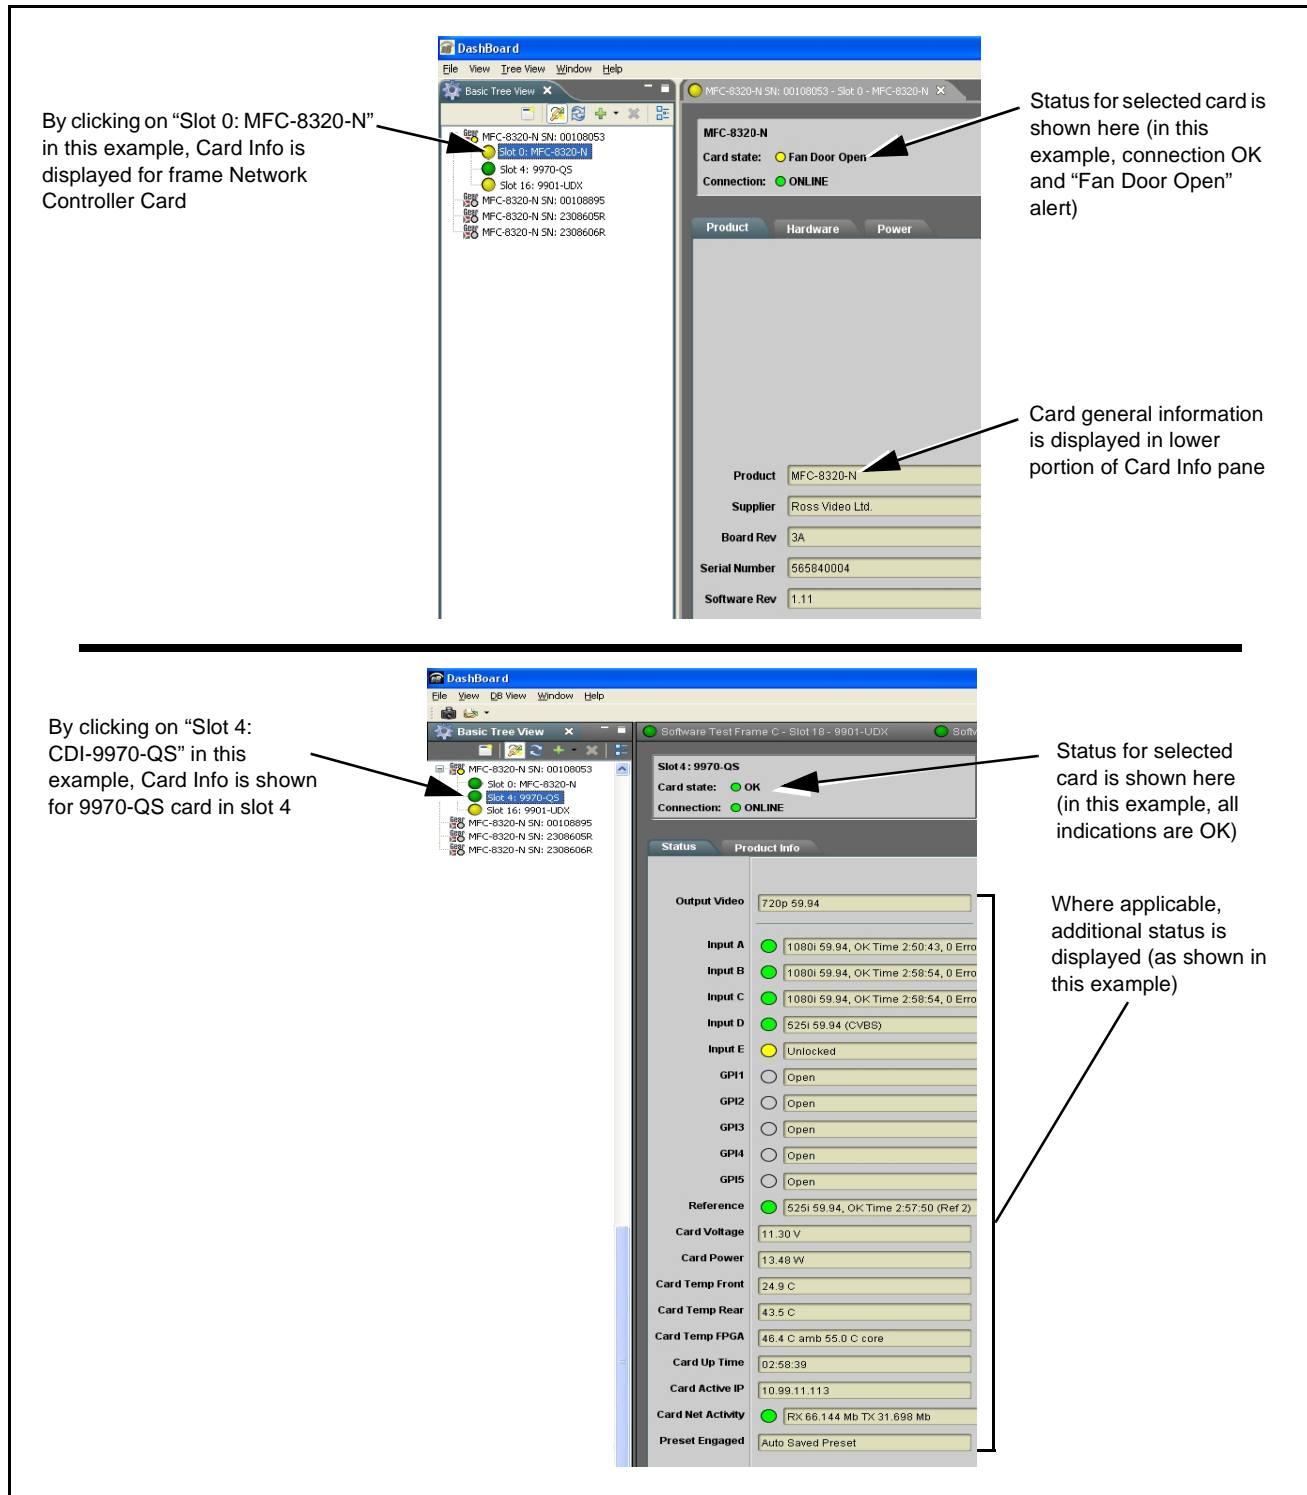 DashBoard
File View Tree View Window Help
Basic Tree View
MFC-8320-N SN: 00108053 - Slot 0 - MFC-8320-N
By clicking on “Slot 0: MFC-8320-N”
in this example, Card Info is
displayed for frame Network
Controller Card
MFC-8320-N SN: 00108053
Slot 0: MFC-8320-N
Slot 4: 9970-QS
Slot 16: 9901-UDX
MFC-8320-N SN: 00108895
MFC-8320-N SN: 2308605R
MFC-8320-N SN: 2308606R
MFC-8320-N
Card state: Fan Door Open
Connection: ONLINE
Status for selected card is
shown here (in this
example, connection OK
and “Fan Door Open”
alert)
Product Hardware Power
Card general information
is displayed in lower
portion of Card Info pane
Product MFC-8320-N
Supplier Ross Video Ltd.
Board Rev 3A
Serial Number 565840004
Software Rev 1.11
DashBoard
File View DB View Window Help
Basic Tree View
Software Test Frame C - Slot 18 - 9901-UDX Softw
By clicking on “Slot 4:
CDI-9970-QS” in this
example, Card Info is shown
for 9970-QS card in slot 4
MFC-8320-N SN: 00108053
Slot 0: MFC-8320-N
Slot 4: 9970-QS
Slot 16: 9901-UDX
MFC-8320-N SN: 00108895
MFC-8320-N SN: 2308605R
MFC-8320-N SN: 2308606R
Slot 4 : 9970-QS
Card state: OK
Connection: ONLINE
Status for selected
card is shown here
(in this example, all
indications are OK)
Status Product Info
Where applicable,
additional status is
displayed (as shown in
this example)
Output Video 720p 59.94
Input A 1080i 59.94, OK Time 2:50:43, 0 Erro
Input B 1080i 59.94, OK Time 2:58:54, 0 Erro
Input C 1080i 59.94, OK Time 2:58:54, 0 Erro
Input D 525i 59.94 (CVBS)
Input E Unlocked
GPI1 Open
GPI2 Open
GPI3 Open
GPI4 Open
GPI5 Open
Reference 525i 59.94, OK Time 2:57:50 (Ref 2)
Card Voltage 11.30 V
Card Power 13.48 W
Card Temp Front 24.9 C
Card Temp Rear 43.5 C
Card Temp FPGA 46.4 C amb 55.0 C core
Card Up Time 02:58:39
Card Active IP 10.99.11.113
Card Net Activity RX 66.144 Mb TX 31.698 Mb
Preset Engaged Auto Saved Preset